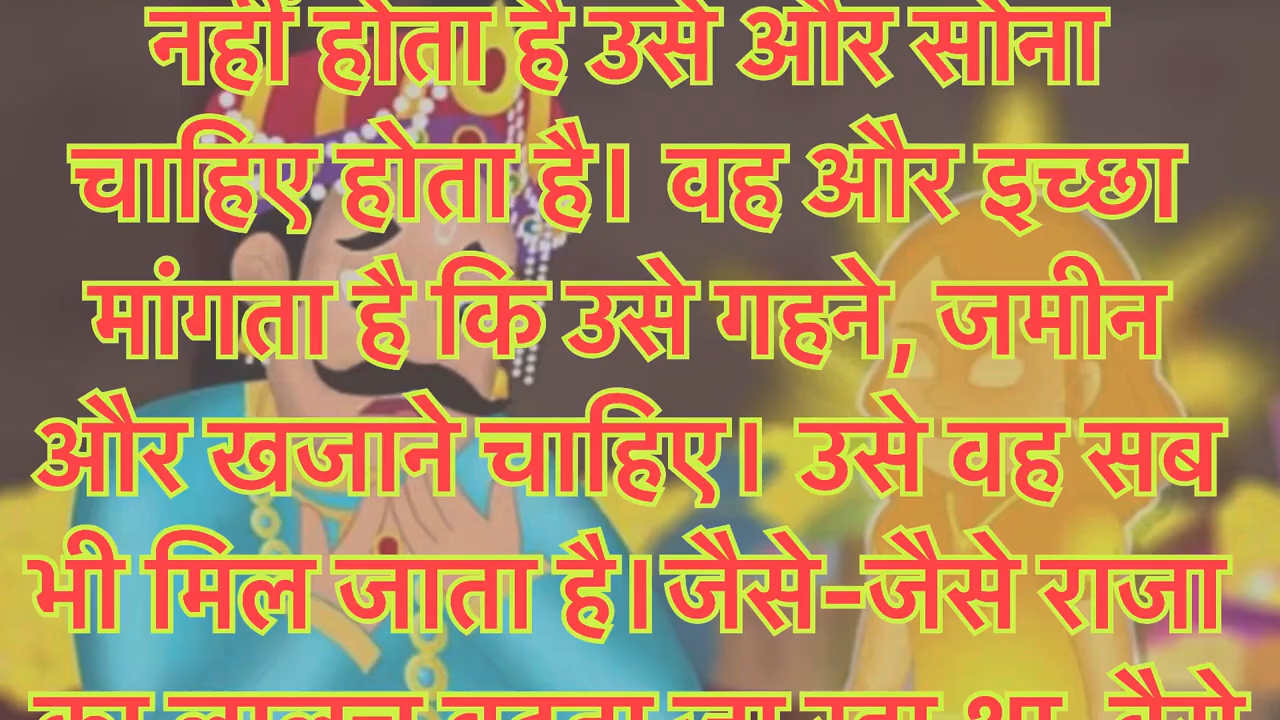 नहीं होता है उसे और सोना
चाहिए होता है। वह और इच्छा
मांगता है कि उसे गहने, जमीन
और खजाने चाहिए। उसे वह सब
भी मिल जाता है।जैसे-जैसे राजा